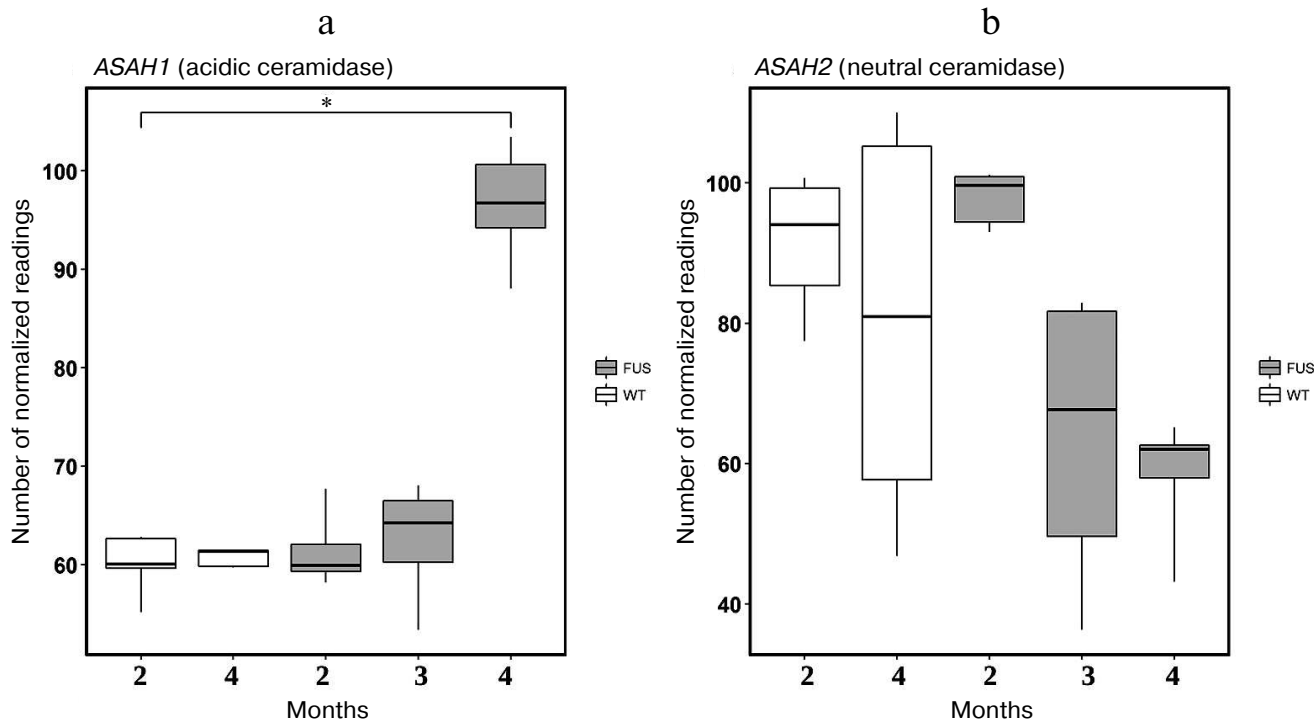 a
ASAH1 (acidic ceramidase)
Number of normalized readings
*
100
90
80
70
60
2 4 2 3 4
Months
FUS
WT
b
ASAH2 (neutral ceramidase)
Number of normalized readings
100
80
60
40
2 4 2 3 4
Months
FUS
WT